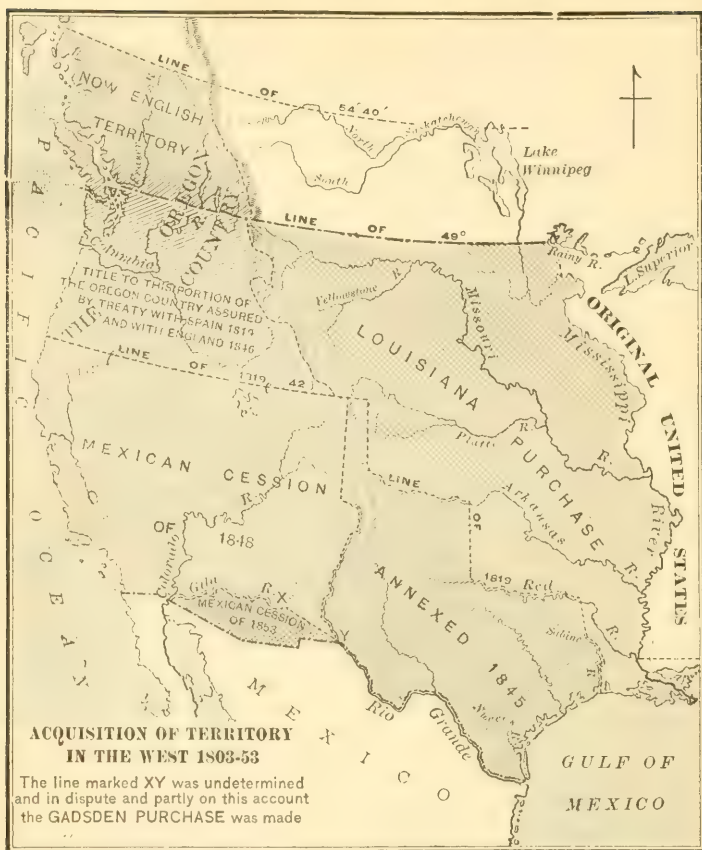 LINE OF 54°40'
NOW ENGLISH
TERRITORY
Fraser R.
North Saskatchewan
South
Lake
Winnipeg
PACIFIC OCEAN
THE OREGON COUNTRY
LINE OF 49°
Rainy R.
L. Superior
Columbia R.
TITLE TO THIS PORTION OF
THE OREGON COUNTRY ASSURED
BY TREATY WITH SPAIN 1819
AND WITH ENGLAND 1846
Yellowstone R.
Missouri R.
Mississippi River
ORIGINAL UNITED STATES
LOUISIANA PURCHASE
LINE OF 1819 (42)
Platte R.
MEXICAN CESSION
OF
1848
Colorado R.
LINE OF 1819
Arkansas R.
Red R.
Gila R.
X
MEXICAN CESSION
OF 1853
Y
ANNEXED 1845
Sabine R.
Nueces
Rio Grande
MEXICO
GULF OF
MEXICO
ACQUISITION OF TERRITORY
IN THE WEST 1803-53
The line marked XY was undetermined
and in dispute and partly on this account
the GADSDEN PURCHASE was made